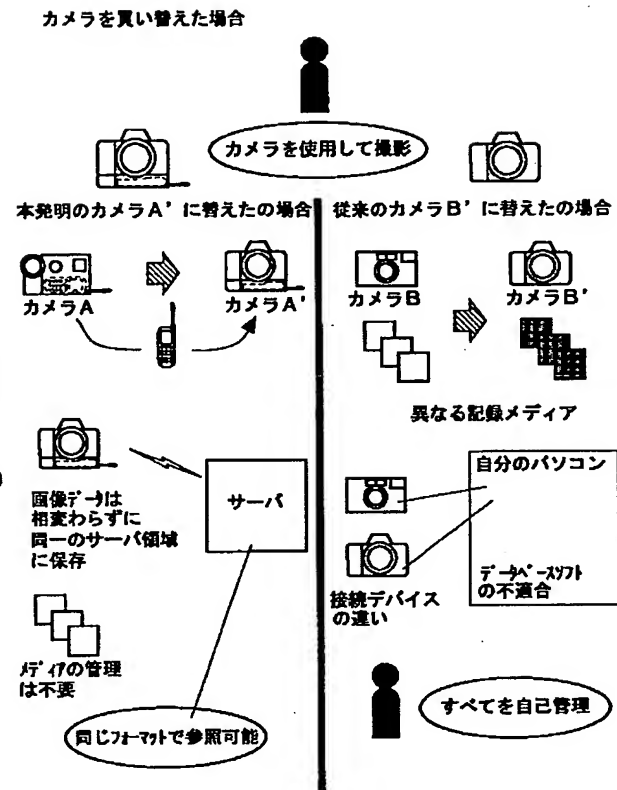 カメラを買い替えた場合
カメラを使用して撮影
本発明のカメラA'に替えたの場合
カメラA
カメラA'
画像ﾃﾞｰﾀは
相変わらずに
同一のサーバ領域
に保存
サーバ
ﾒﾃﾞｨｱの管理
は不要
同じﾌｫｰﾏｯﾄで参照可能
従来のカメラB'に替えたの場合
カメラB
カメラB'
異なる記録メディア
自分のパソコン
ﾃﾞｰﾀﾍﾞｰｽｿﾌﾄ
の不適合
接続デバイス
の違い
すべてを自己管理